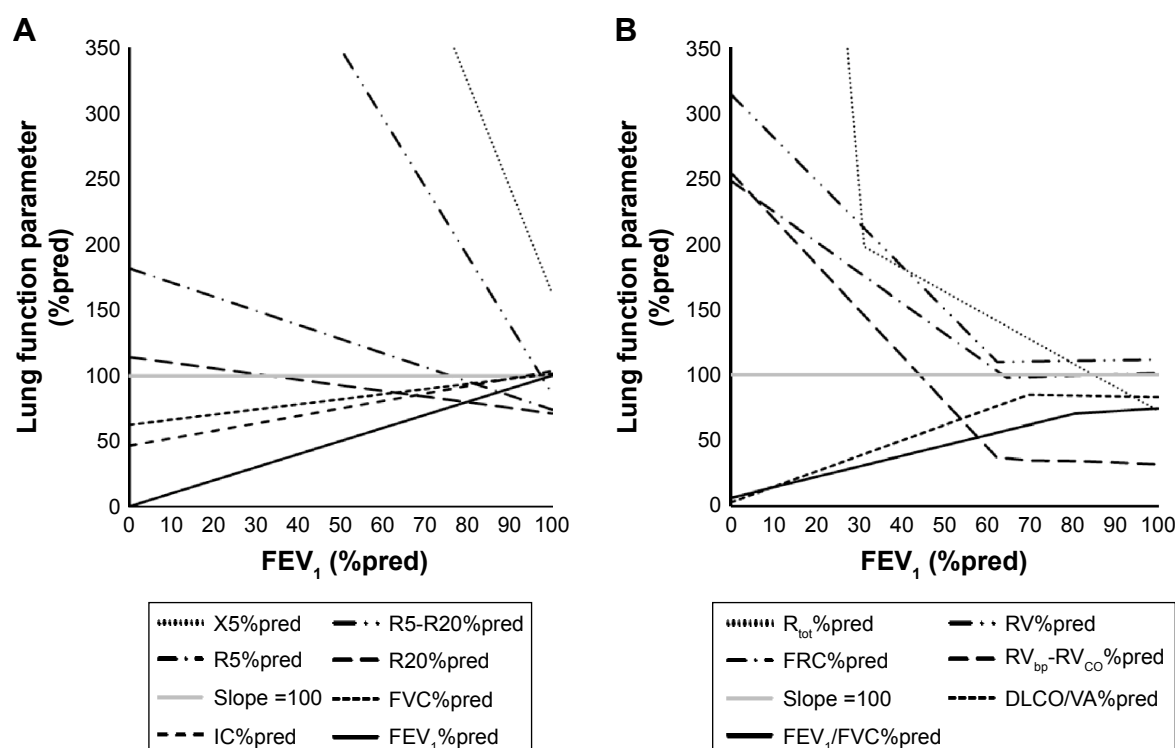 A
Lung function parameter
(%pred)
350
300
250
200
150
100
50
0
0 10 20 30 40 50 60 70 80 90 100
FEV₁ (%pred)
X5%pred
R5-R20%pred
R5%pred
R20%pred
Slope =100
FVC%pred
IC%pred
FEV₁%pred
B
Lung function parameter
(%pred)
350
300
250
200
150
100
50
0
0 10 20 30 40 50 60 70 80 90 100
FEV₁ (%pred)
Rtot%pred
RV%pred
FRC%pred
RVbp-RVCO%pred
Slope =100
DLCO/VA%pred
FEV₁/FVC%pred